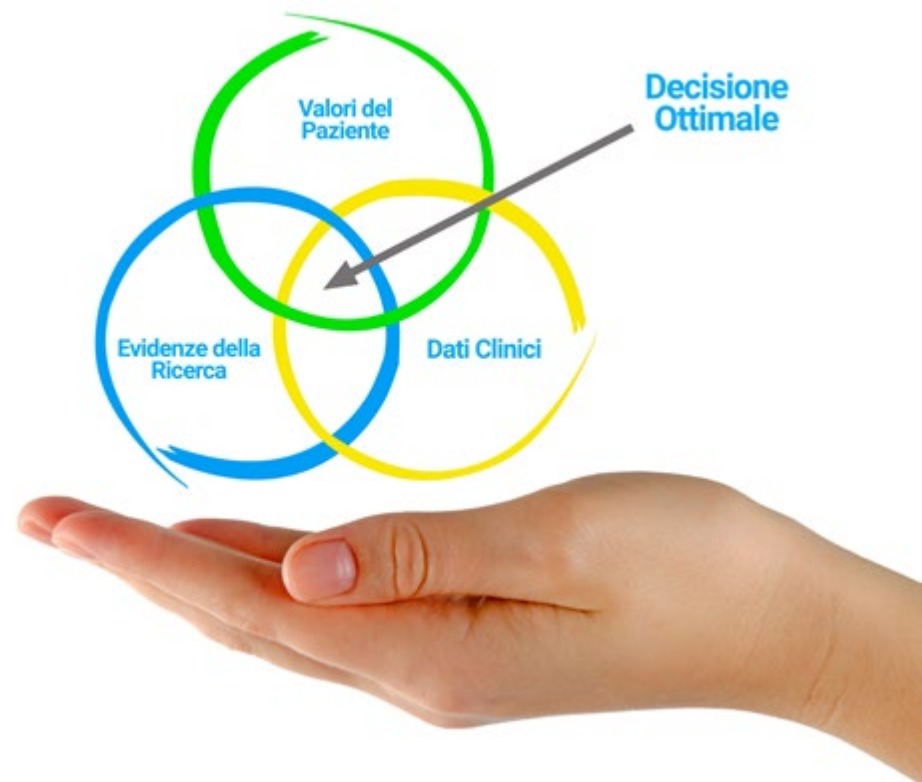 Valori del
Paziente
Decisione
Ottimale
Evidenze della
Ricerca
Dati Clinici